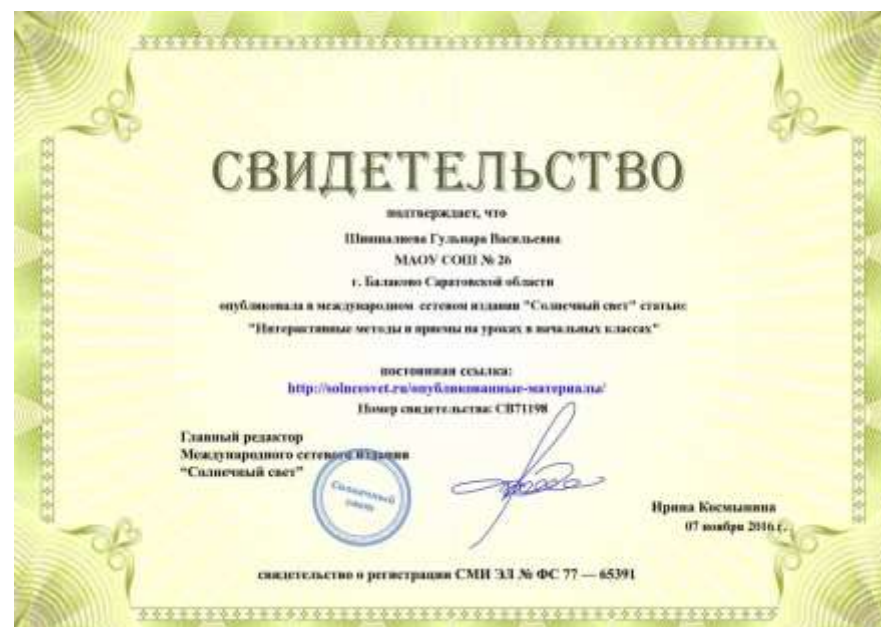 СВИДЕТЕЛЬСТВО
подтверждает, что
Гульнара Васильевна
МАОУ СОШ № 26
г. Балаково Саратовской области
опубликовала в международном сетевом издании "Солнечный свет" статью:
"Интерактивные методы и приемы на уроках в начальных классах"
постоянная ссылка:
http://solncesvet.ru/опубликованные-материалы/
Номер свидетельства: СВ71198
Главный редактор
Международного сетевого издания
“Солнечный свет”
Солнечный
свет
Ирина Космынина
07 ноября 2016 г.
свидетельство о регистрации СМИ ЭЛ № ФС 77 — 65391